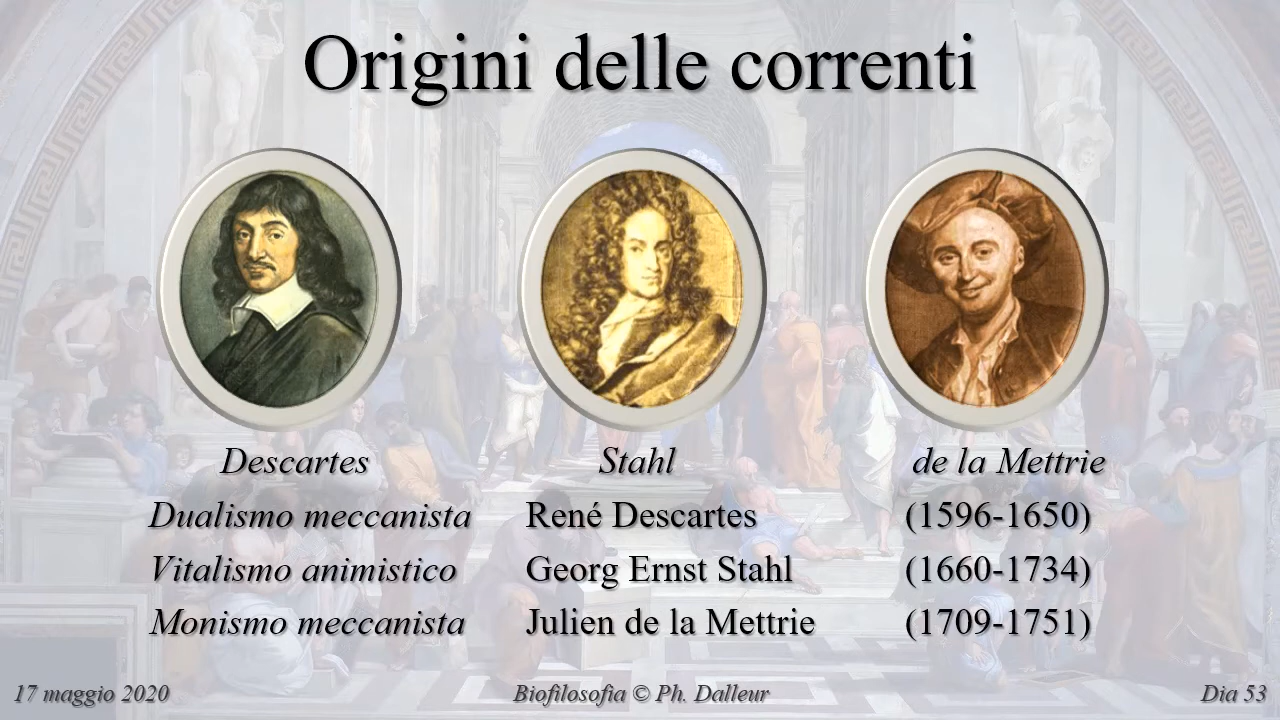 Origini delle correnti
Descartes Stahl de la Mettrie
Dualismo meccanista René Descartes (1596-1650)
Vitalismo animistico Georg Ernst Stahl (1660-1734)
Monismo meccanista Julien de la Mettrie (1709-1751)
17 maggio 2020 Biofilosofia © Ph. Dalleur Dia 53